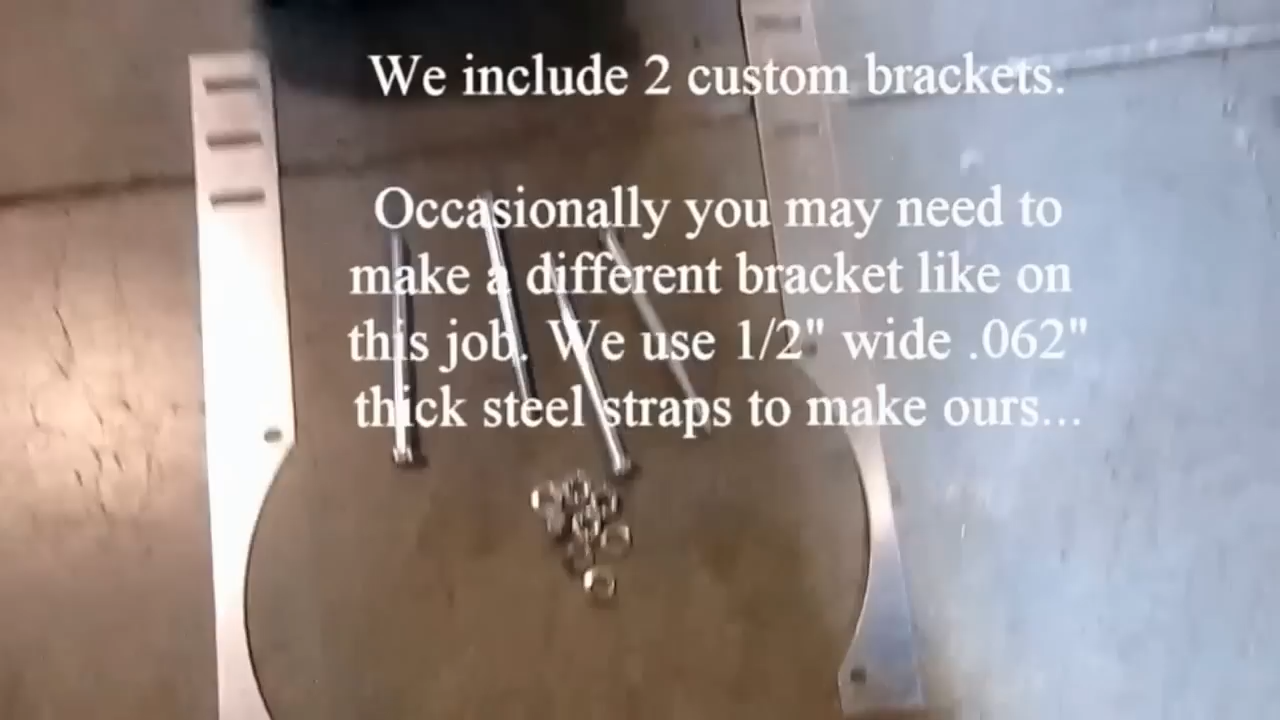 We include 2 custom brackets.
Occasionally you may need to
make a different bracket like on
this job. We use 1/2" wide .062"
thick steel straps to make ours...